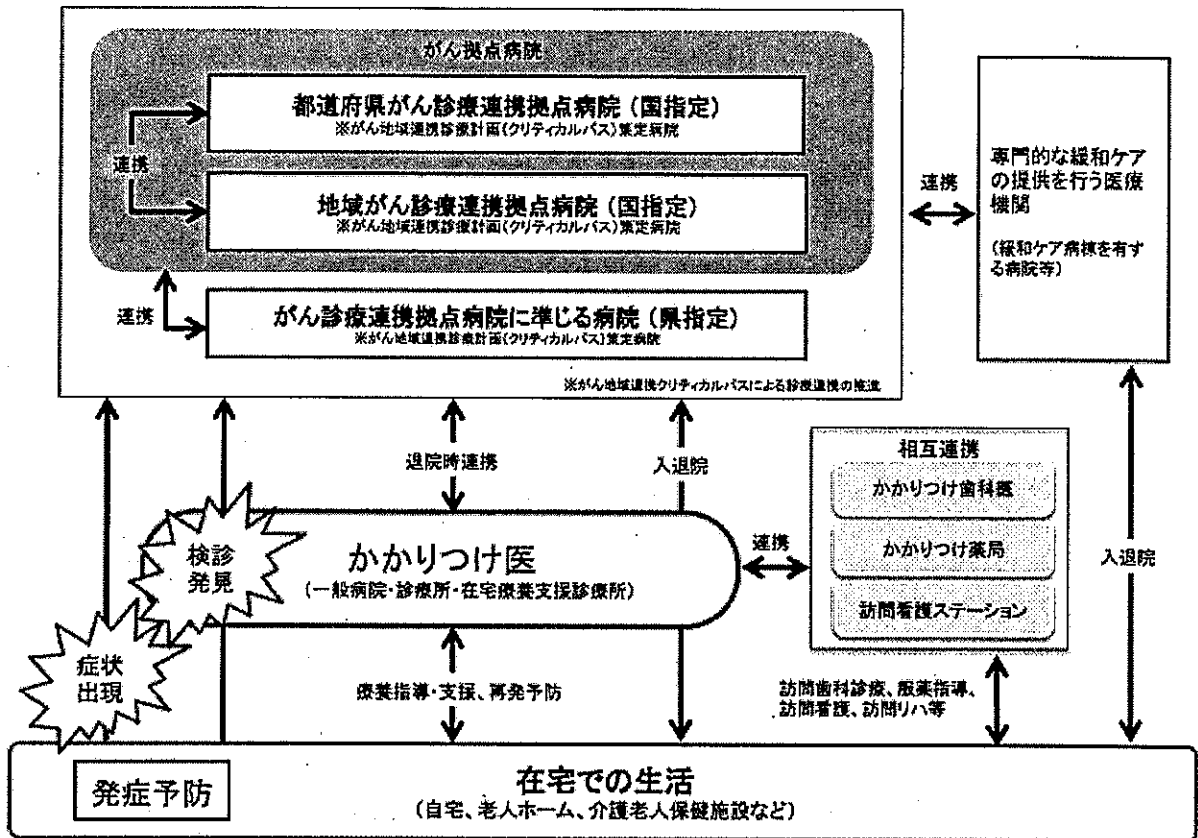 がん拠点病院
都道府県がん診療連携拠点病院（国指定）
※がん地域連携診療計画（クリティカルパス）策定病院
連携
地域がん診療連携拠点病院（国指定）
※がん地域連携診療計画（クリティカルパス）策定病院
連携
がん診療連携拠点病院に準じる病院（県指定）
※がん地域連携診療計画（クリティカルパス）策定病院
※がん地域連携クリティカルパスによる診療連携の推進
連携
専門的な緩和ケア
の提供を行う医療
機関
（緩和ケア病棟を有す
る病院等）
退院時連携
入退院
相互連携
かかりつけ歯科医
かかりつけ薬局
訪問看護ステーション
検診
発見
かかりつけ医
（一般病院・診療所・在宅療養支援診療所）
連携
入退院
症状
出現
療養指導・支援、再発予防
訪問歯科診療、服薬指導、
訪問看護、訪問リハ等
発症予防
在宅での生活
（自宅、老人ホーム、介護老人保健施設など）